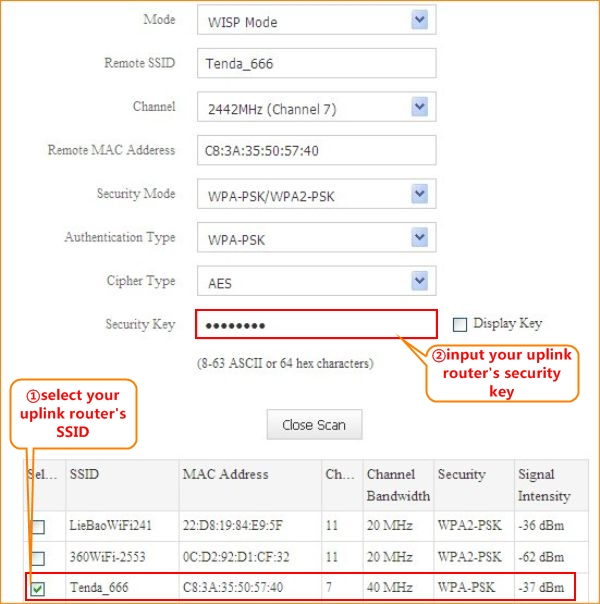 Mode WISP Mode
Remote SSID Tenda_666
Channel 2442MHz (Channel 7)
Remote MAC Adderess C8:3A:35:50:57:40
Security Mode WPA-PSK/WPA2-PSK
Authentication Type WPA-PSK
Cipher Type AES
Security Key ●●●●●●●● Display Key
(8-63 ASCII or 64 hex characters)
②input your uplink
router's security
key
①select your
uplink router's
SSID
Close Scan
Sel... SSID MAC Address Ch... Channel Bandwidth Security Signal Intensity
LieBaoWiFi241 22:D8:19:84:E9:5F 11 20 MHz WPA2-PSK -36 dBm
360WiFi-2553 0C:D2:92:D1:CF:32 11 20 MHz WPA2-PSK -62 dBm
Tenda_666 C8:3A:35:50:57:40 7 40 MHz WPA-PSK -37 dBm